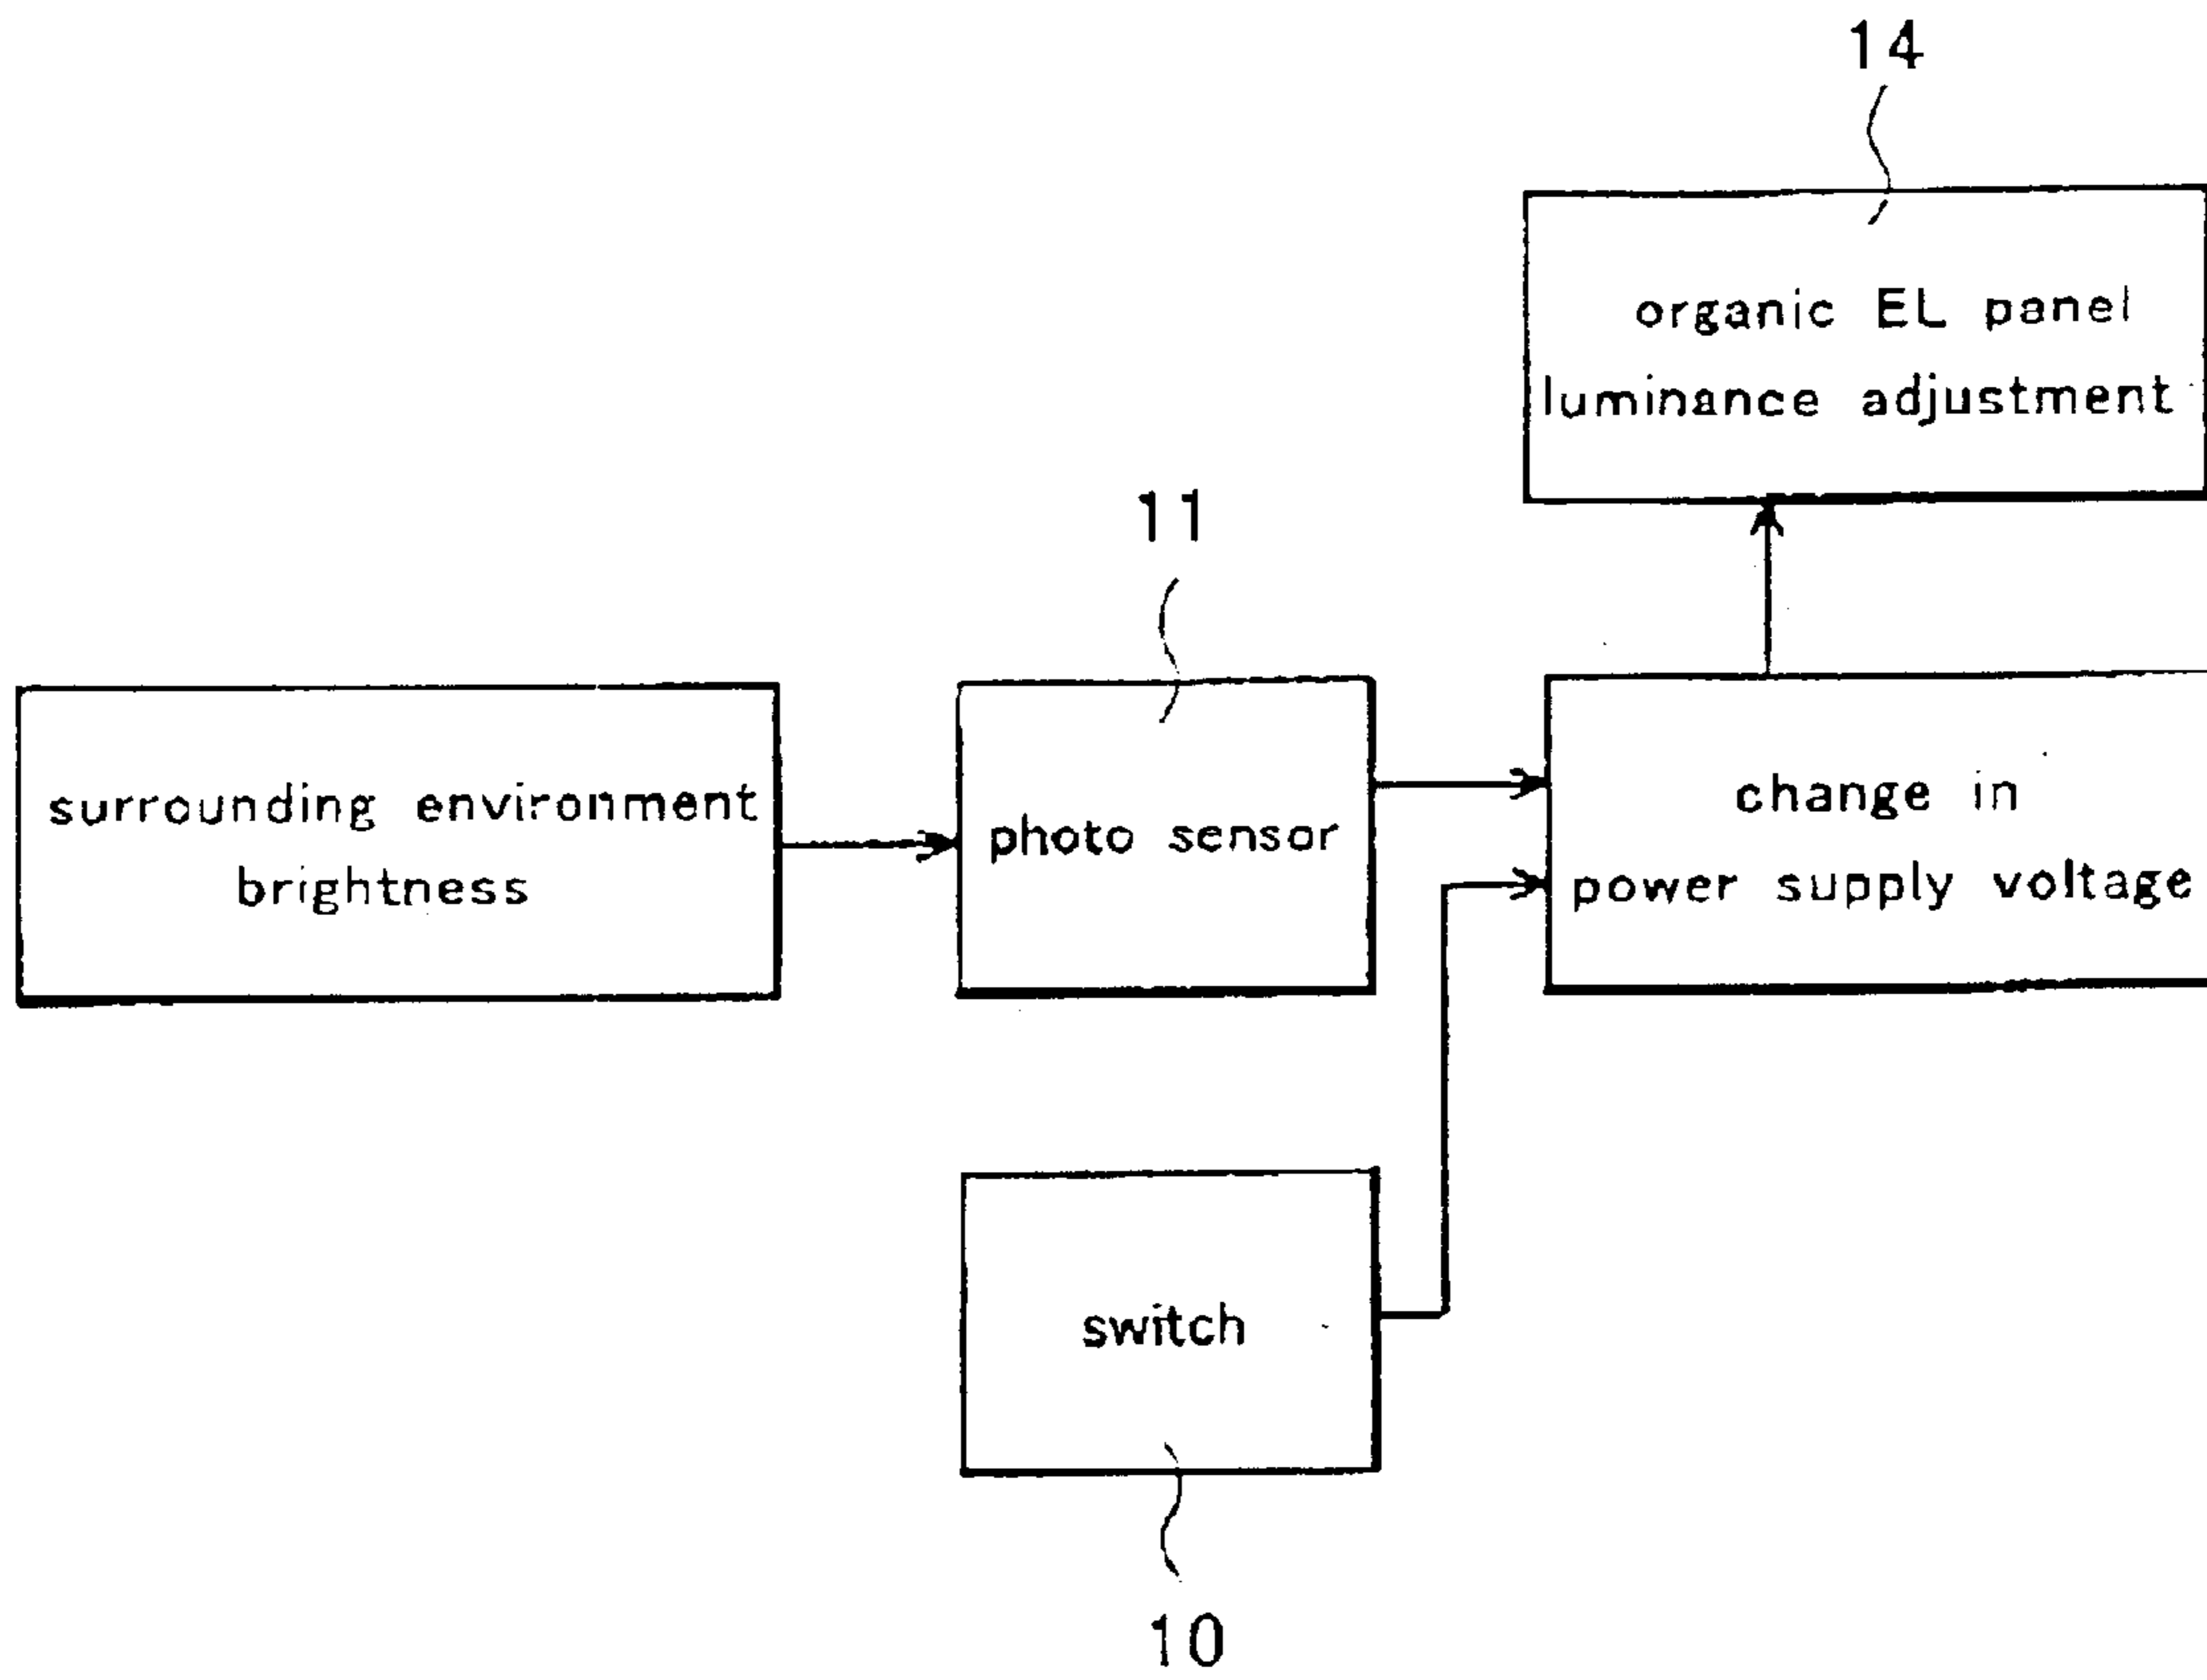 14
organic EL panel
luminance adjustment
11
surrounding environment
brightness
photo sensor
change in
power supply voltage
switch
10